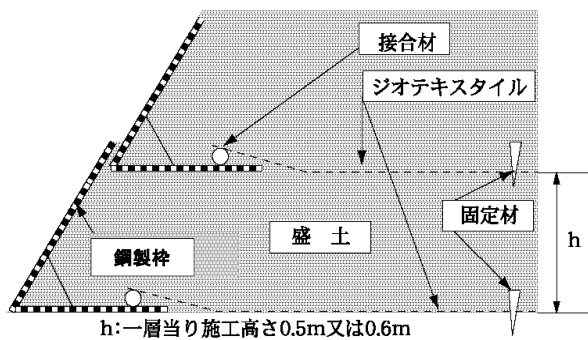 接合材
ジオテキスタイル
固定材
h
盛 土
鋼製枠
h:一層当り施工高さ0.5m又は0.6m